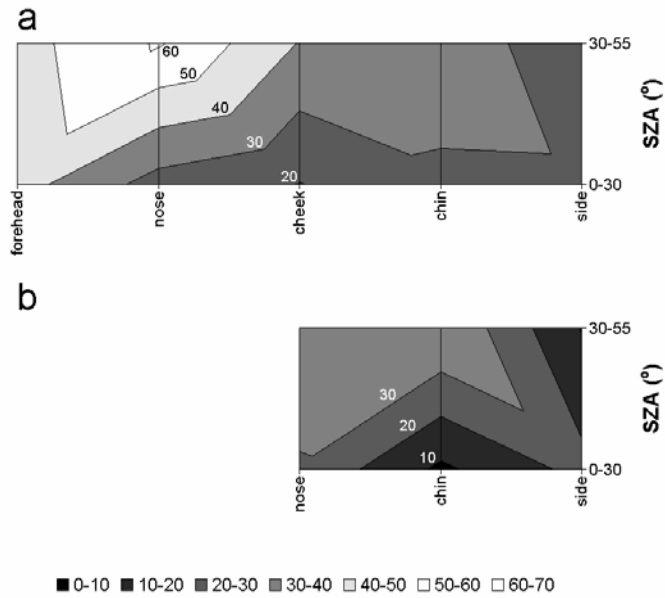 a
60
50
40
30
20
30-55
SZA (º)
0-30
forehead
nose
cheek
chin
side
b
30
20
10
30-55
SZA (º)
0-30
nose
chin
side
0-10 10-20 20-30 30-40 40-50 50-60 60-70